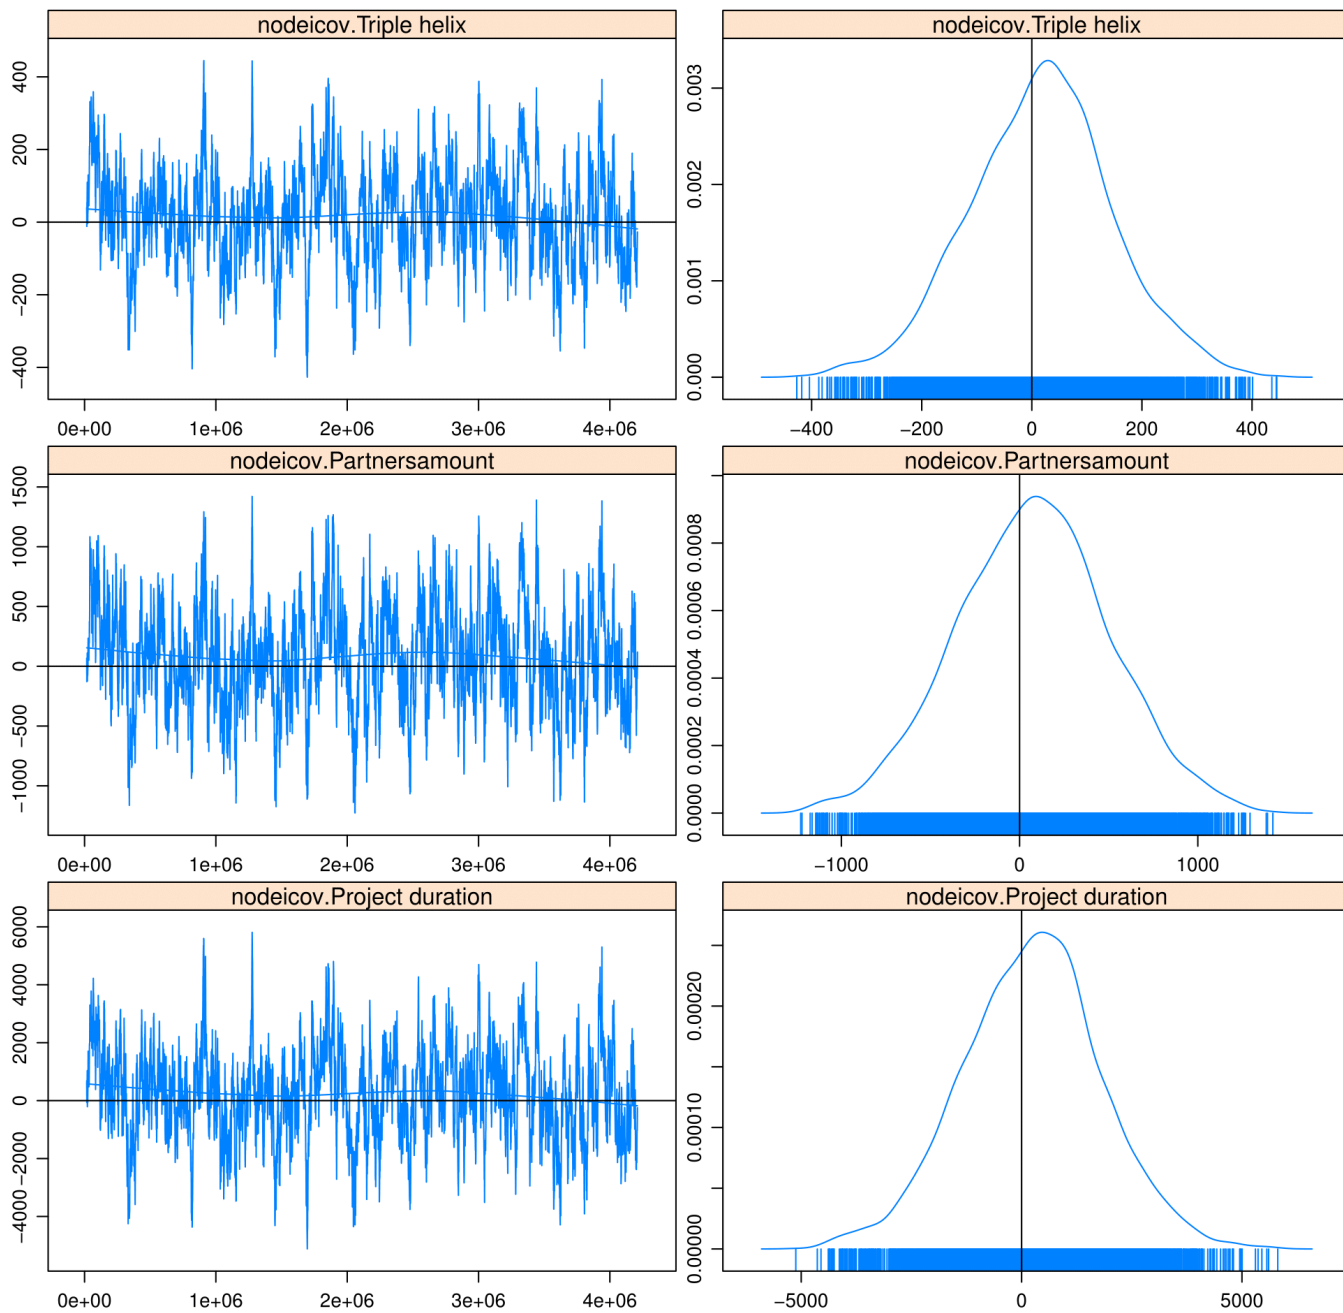 nodeicov.Triple helix
400
200
0
−200
−400
0e+00 1e+06 2e+06 3e+06 4e+06
nodeicov.Triple helix
0.003
0.002
0.001
0.000
−400 −200 0 200 400
nodeicov.Partnersamount
1500
1000
500
0
−500
−1000
0e+00 1e+06 2e+06 3e+06 4e+06
nodeicov.Partnersamount
0.0008
0.0006
0.0004
0.0002
0.0000
−1000 0 1000
nodeicov.Project duration
6000
4000
2000
0
−2000
−4000
0e+00 1e+06 2e+06 3e+06 4e+06
nodeicov.Project duration
0.00020
0.00010
0.00000
−5000 0 5000